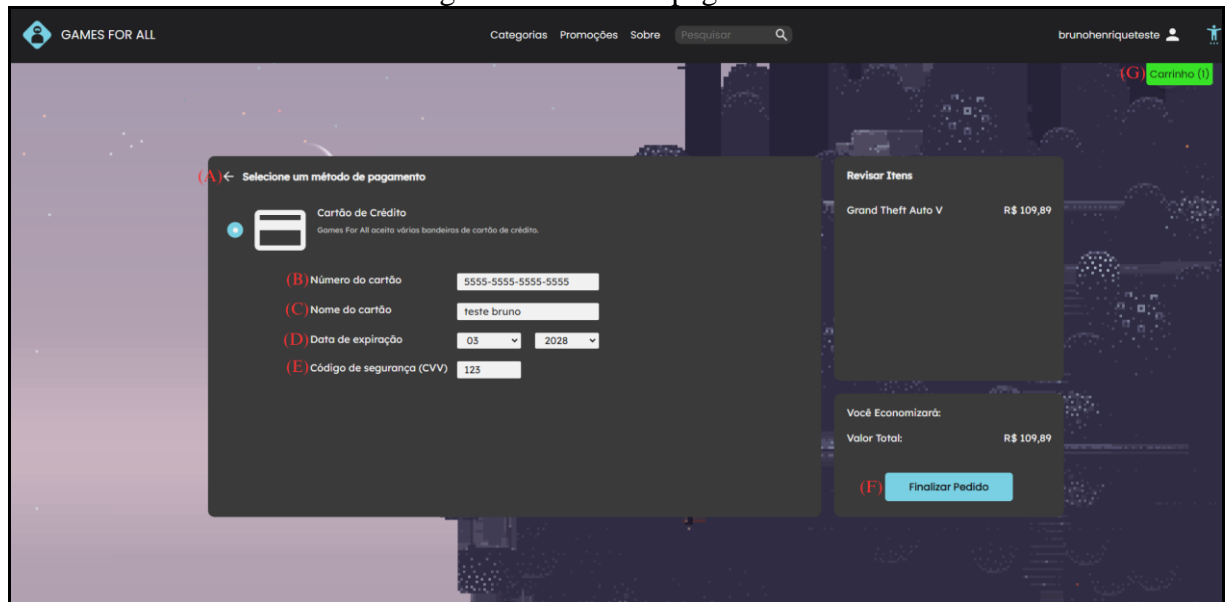 GAMES FOR ALL
Categorias Promoções Sobre Pesquisar
brunohenriqueteste
(G) Carrinho (1)
(A) ← Selecione um método de pagamento
Cartão de Crédito
Games For All aceita várias bandeiras de cartão de crédito.
(B) Número do cartão 5555-5555-5555-5555
(C) Nome do cartão teste bruno
(D) Data de expiração 03 2028
(E) Código de segurança (CVV) 123
Revisar Itens
Grand Theft Auto V R$ 109,89
Você Economizará:
Valor Total: R$ 109,89
(F) Finalizar Pedido